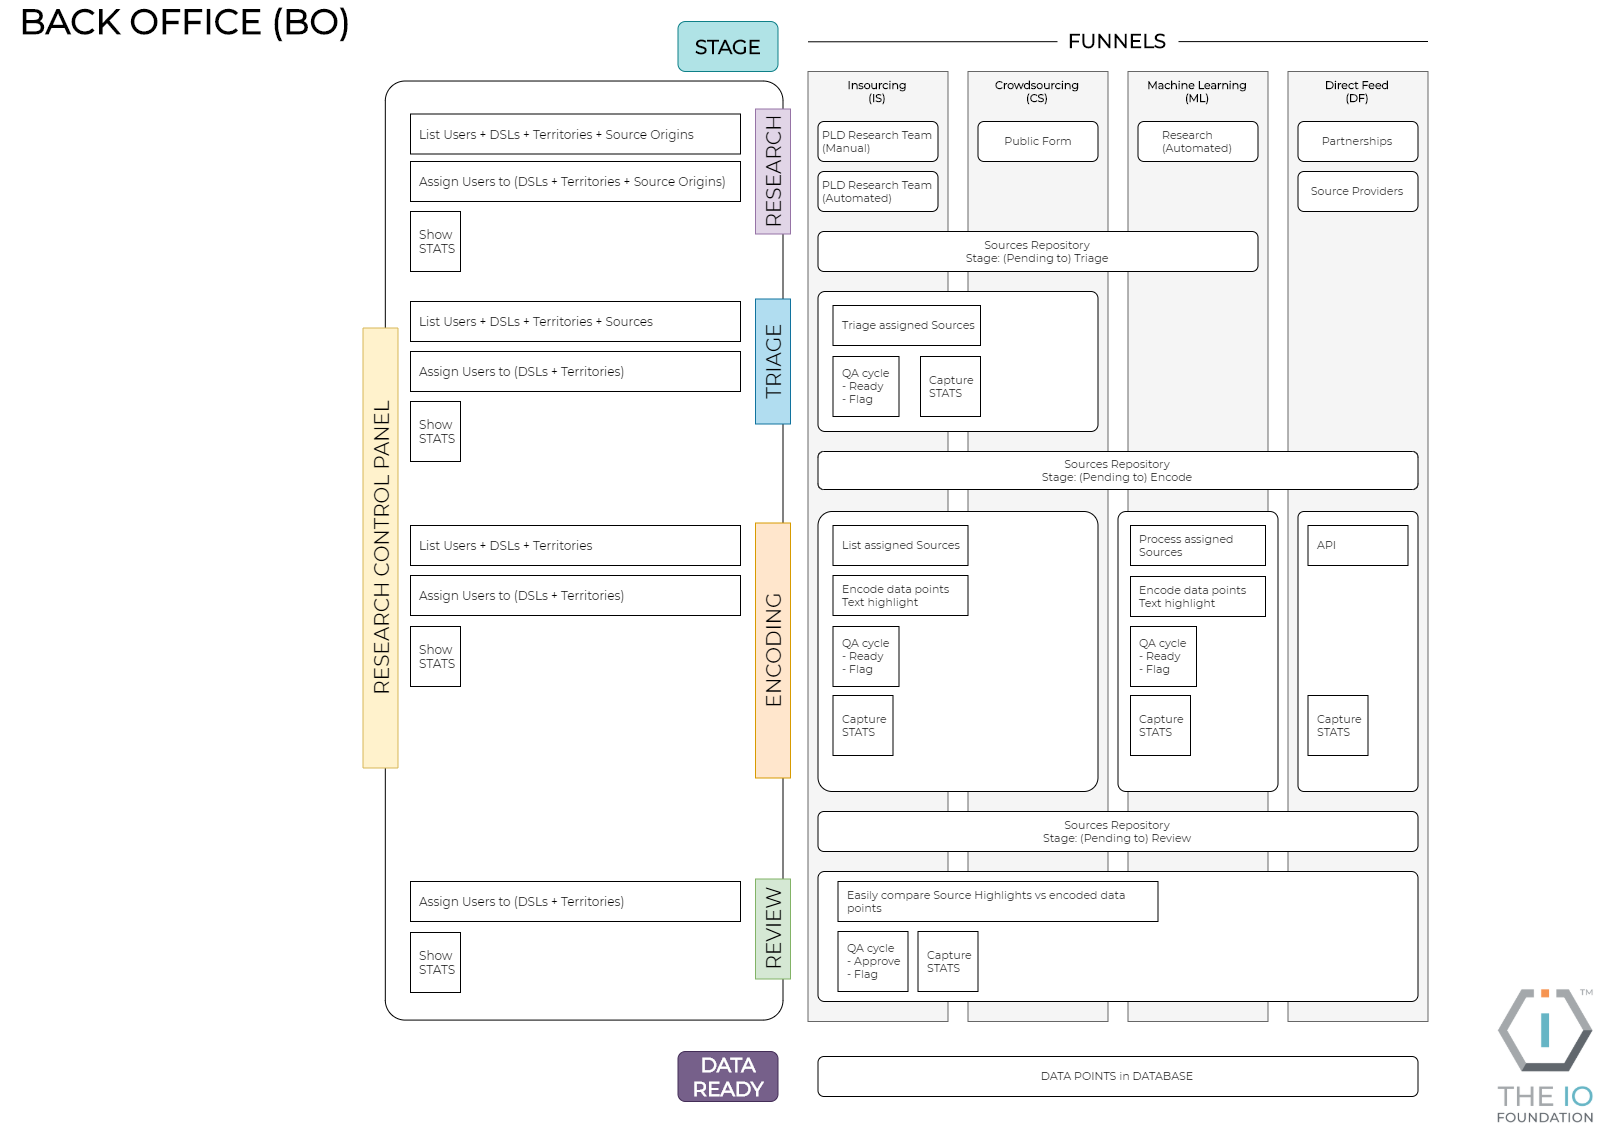 BACK OFFICE (BO)
STAGE
FUNNELS
Insourcing
(IS)
Crowdsourcing
(CS)
Machine Learning
(ML)
Direct Feed
(DF)
RESEARCH CONTROL PANEL
RESEARCH
List Users + DSLs + Territories + Source Origins
Assign Users to (DSLs + Territories + Source Origins)
Show
STATS
PLD Research Team
(Manual)
PLD Research Team
(Automated)
Public Form
Research
(Automated)
Partnerships
Source Providers
Sources Repository
Stage: (Pending to) Triage
TRIAGE
List Users + DSLs + Territories + Sources
Assign Users to (DSLs + Territories)
Show
STATS
Triage assigned Sources
QA cycle
- Ready
- Flag
Capture
STATS
Sources Repository
Stage: (Pending to) Encode
ENCODING
List Users + DSLs + Territories
Assign Users to (DSLs + Territories)
Show
STATS
List assigned Sources
Encode data points
Text highlight
QA cycle
- Ready
- Flag
Capture
STATS
Process assigned
Sources
Encode data points
Text highlight
QA cycle
- Ready
- Flag
Capture
STATS
API
Capture
STATS
Sources Repository
Stage: (Pending to) Review
REVIEW
Assign Users to (DSLs + Territories)
Show
STATS
Easily compare Source Highlights vs encoded data
points
QA cycle
- Approve
- Flag
Capture
STATS
DATA
READY
DATA POINTS in DATABASE
TM
THE IO
FOUNDATION